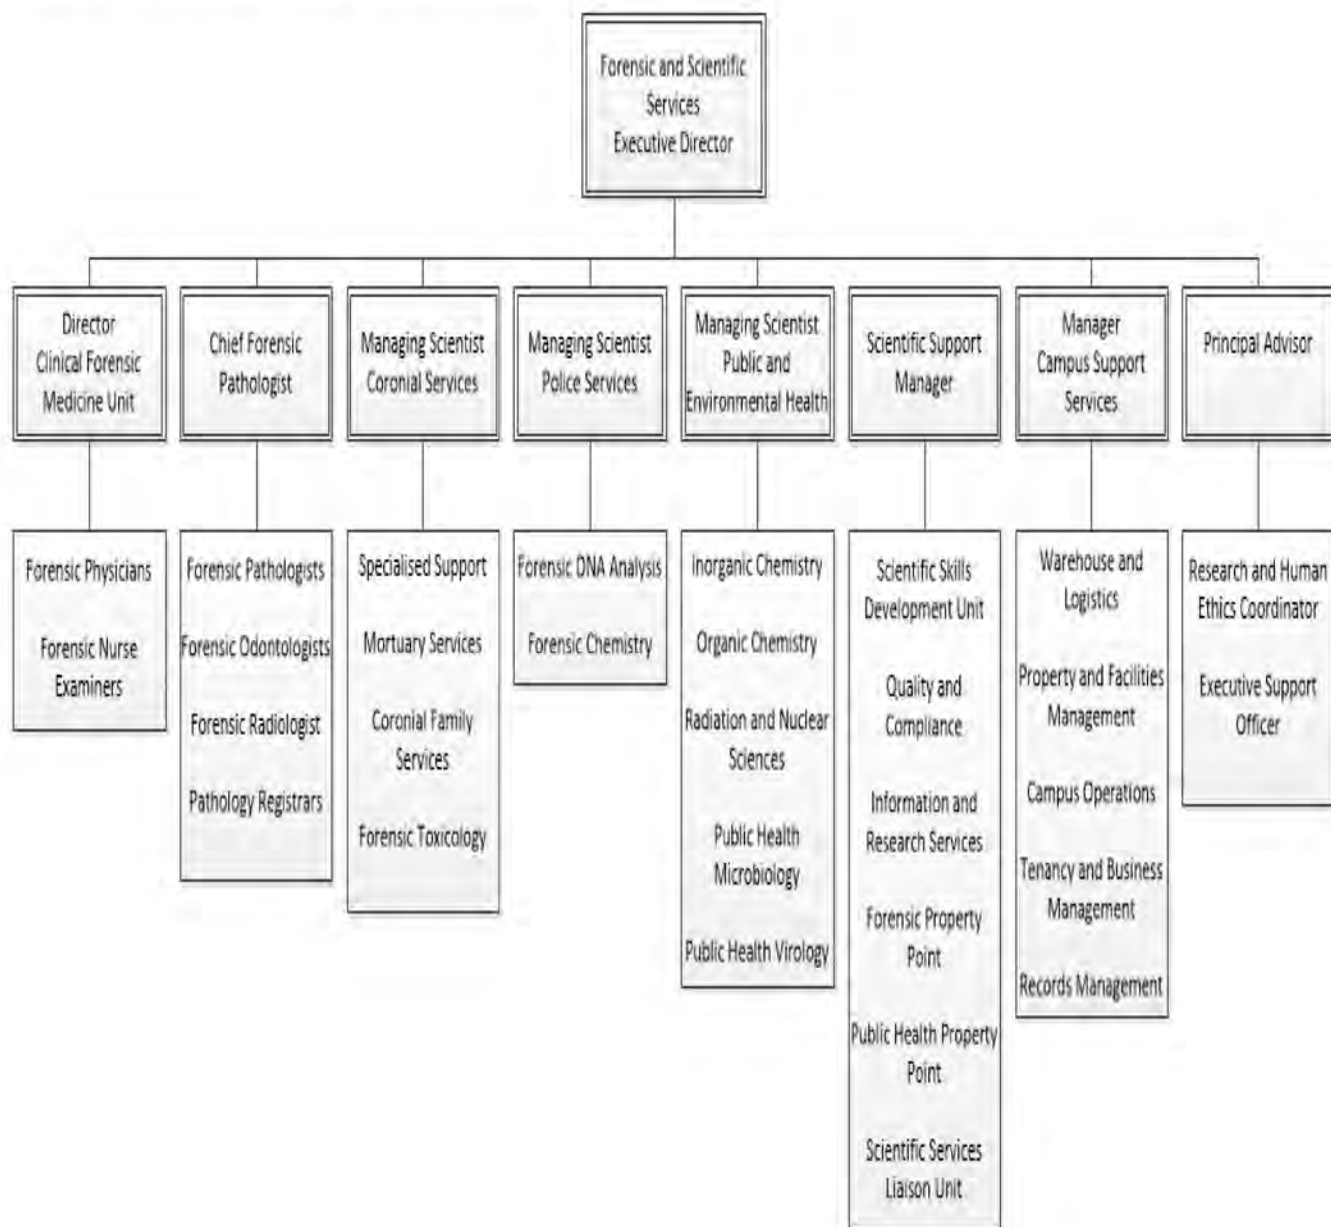 Forensic and Scientific
Services
Executive Director
Director
Clinical Forensic
Medicine Unit
Chief Forensic
Pathologist
Managing Scientist
Coronial Services
Managing Scientist
Police Services
Managing Scientist
Public and
Environmental Health
Scientific Support
Manager
Manager
Campus Support
Services
Principal Advisor
Forensic Physicians
Forensic Nurse
Examiners
Forensic Pathologists
Forensic Odontologists
Forensic Radiologist
Pathology Registrars
Specialised Support
Mortuary Services
Coronial Family
Services
Forensic Toxicology
Forensic DNA Analysis
Forensic Chemistry
Inorganic Chemistry
Organic Chemistry
Radiation and Nuclear
Sciences
Public Health
Microbiology
Public Health Virology
Scientific Skills
Development Unit
Quality and
Compliance
Information and
Research Services
Forensic Property
Point
Public Health Property
Point
Scientific Services
Liaison Unit
Warehouse and
Logistics
Property and Facilities
Management
Campus Operations
Tenancy and Business
Management
Records Management
Research and Human
Ethics Coordinator
Executive Support
Officer